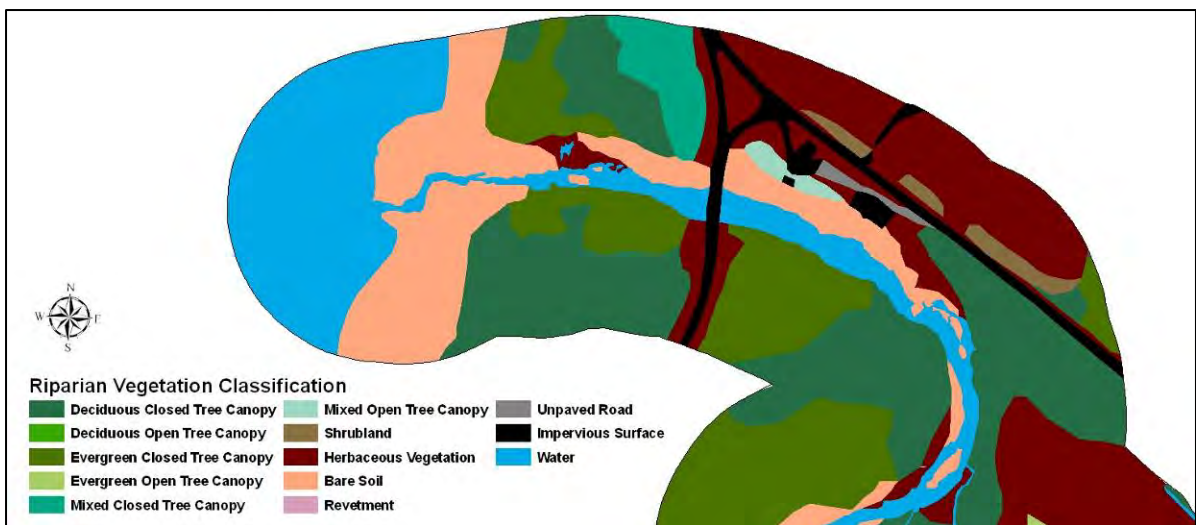 N
W E
S
Riparian Vegetation Classification
Deciduous Closed Tree Canopy
Deciduous Open Tree Canopy
Evergreen Closed Tree Canopy
Evergreen Open Tree Canopy
Mixed Closed Tree Canopy
Mixed Open Tree Canopy
Shrubland
Herbaceous Vegetation
Bare Soil
Revetment
Unpaved Road
Impervious Surface
Water